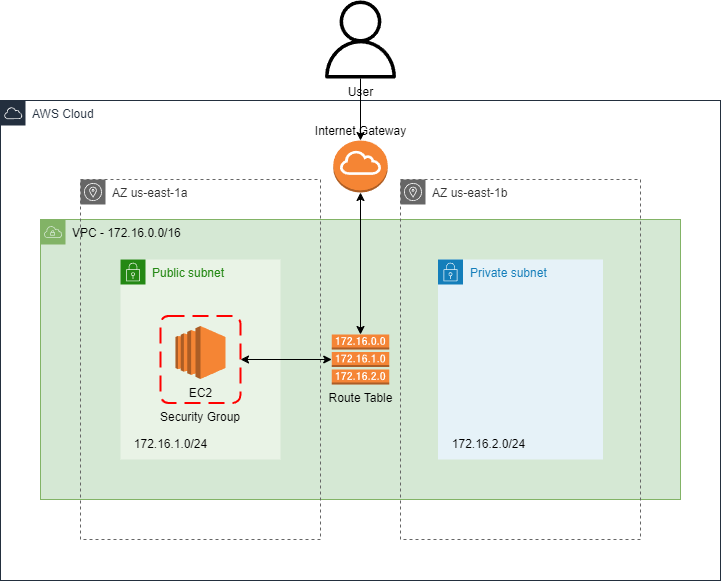 User
AWS Cloud
Internet Gateway
AZ us-east-1a
AZ us-east-1b
VPC - 172.16.0.0/16
Public subnet
Private subnet
172.16.0.0
172.16.1.0
172.16.2.0
EC2
Route Table
Security Group
172.16.1.0/24
172.16.2.0/24